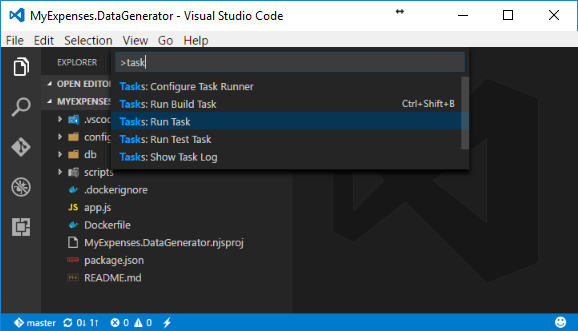 MyExpenses.DataGenerator - Visual Studio Code
File Edit Selection View Go Help
EXPLORER
>task
OPEN EDITO
Tasks: Configure Task Runner
MYEXPENSES
Tasks: Run Build Task Ctrl+Shift+B
.vscod
Tasks: Run Task
config
Tasks: Run Test Task
db
Tasks: Show Task Log
scripts
.dockerignore
JS app.js
Dockerfile
MyExpenses.DataGenerator.njsproj
package.json
README.md
master 0↓ 1↑ 0 0